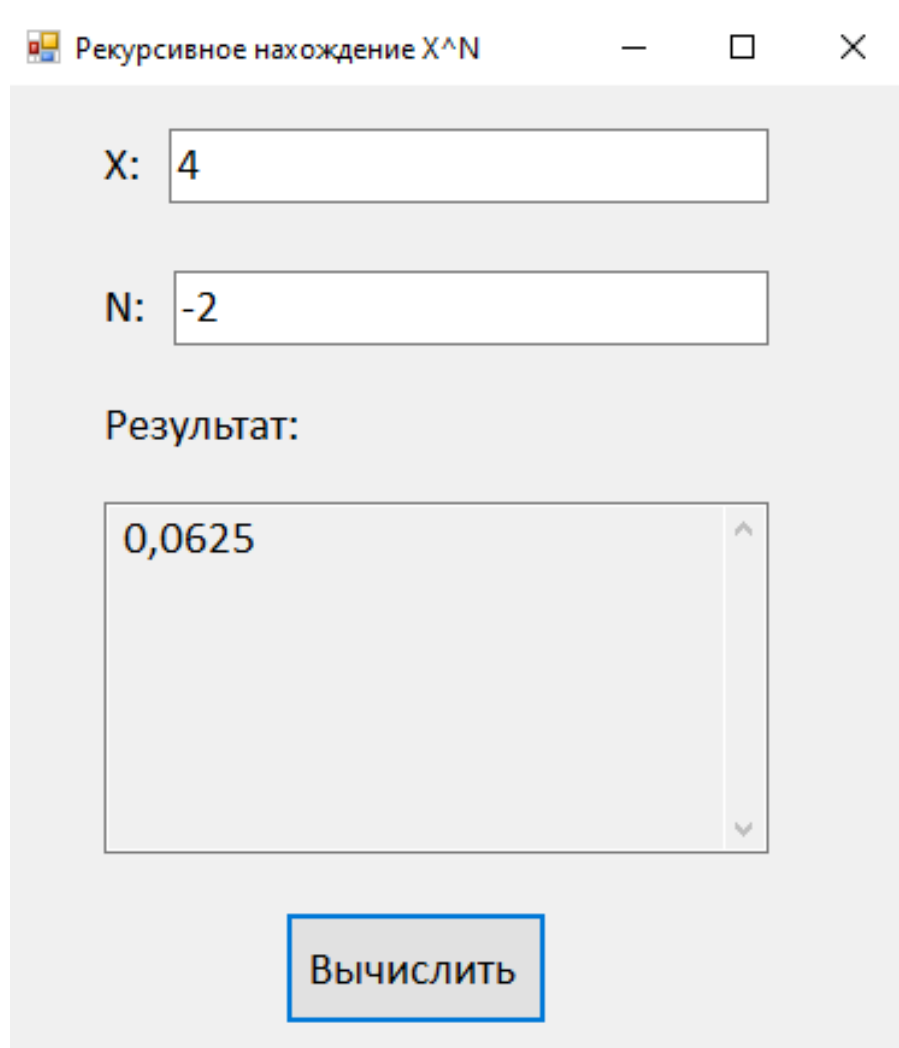 Рекурсивное нахождение X^N
X: 4
N: -2
Результат:
0,0625
Вычислить